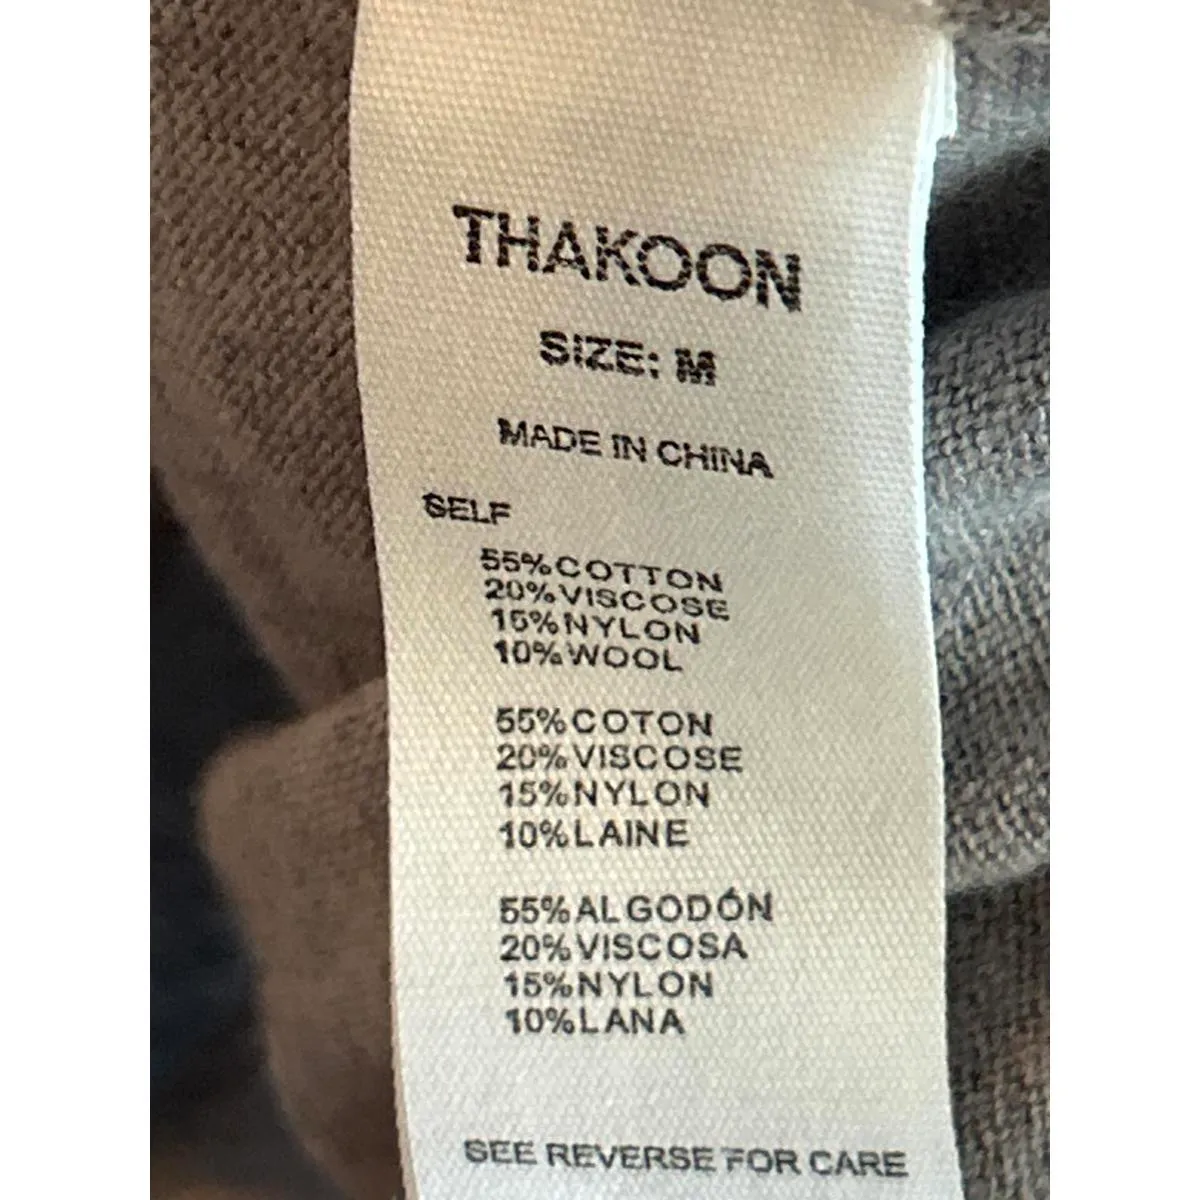 THAKOON
SIZE: M
MADE IN CHINA
SELF
55%COTTON
20%VISCOSE
15%NYLON
10%WOOL
55%COTON
20%VISCOSE
15%NYLON
10%LAINE
55%ALGODÓN
20%VISCOSA
15%NYLON
10%LANA
SEE REVERSE FOR CARE